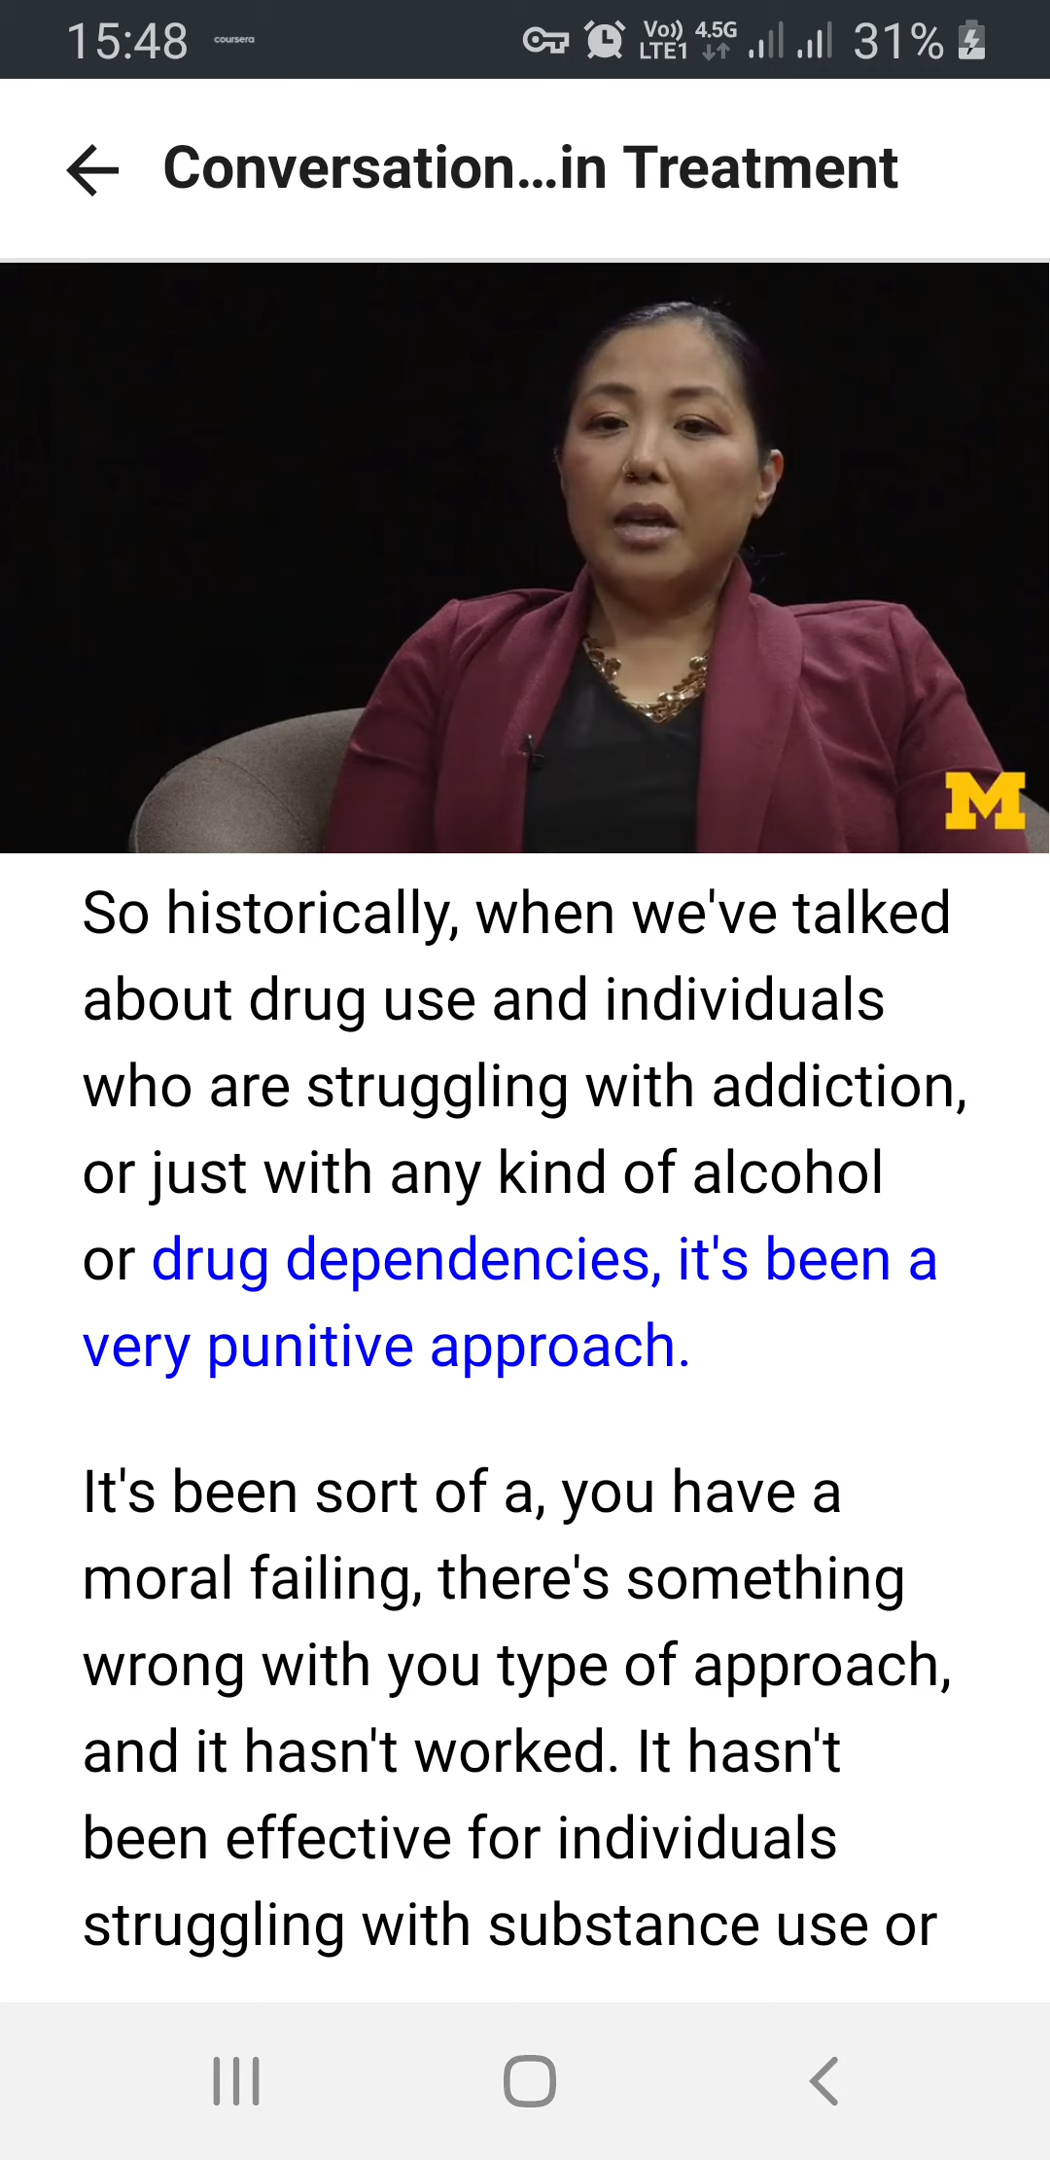 15:48 coursera Vo)) LTE1 4.5G 31%
Conversation...in Treatment
M
So historically, when we've talked
about drug use and individuals
who are struggling with addiction,
or just with any kind of alcohol
or drug dependencies, it's been a
very punitive approach.
It's been sort of a, you have a
moral failing, there's something
wrong with you type of approach,
and it hasn't worked. It hasn't
been effective for individuals
struggling with substance use or